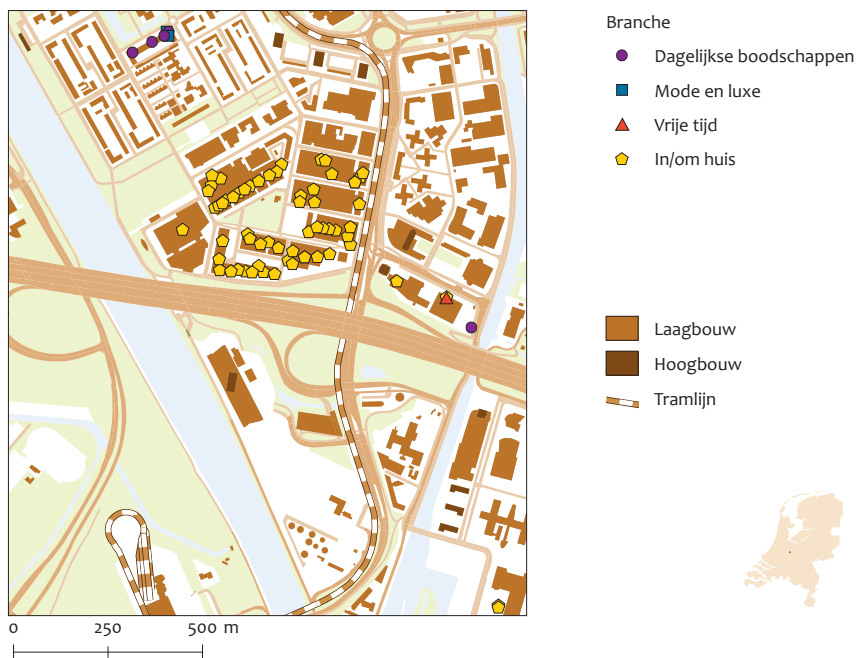 Branche
Dagelijkse boodschappen
Mode en luxe
Vrije tijd
In/om huis
Laagbouw
Hoogbouw
Tramlijn
0 250 500 m